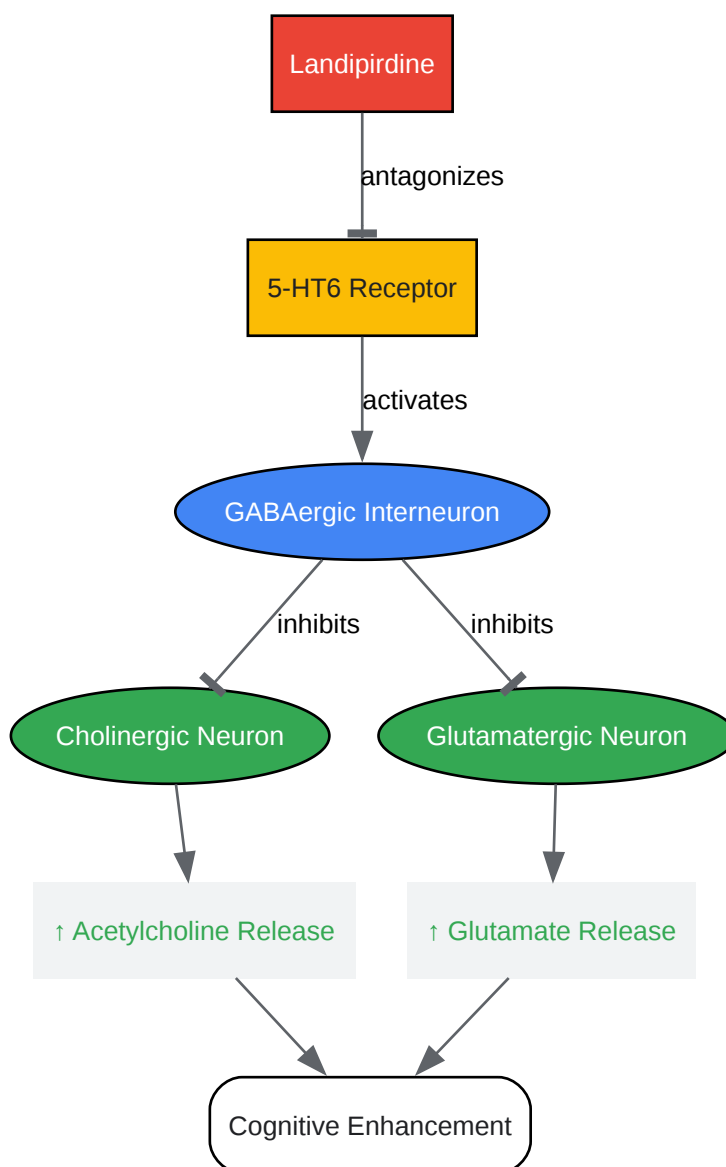 Landipirdine
antagonizes
5-HT6 Receptor
activates
GABAergic Interneuron
inhibits
inhibits
Cholinergic Neuron
Glutamatergic Neuron
↑ Acetylcholine Release
↑ Glutamate Release
Cognitive Enhancement